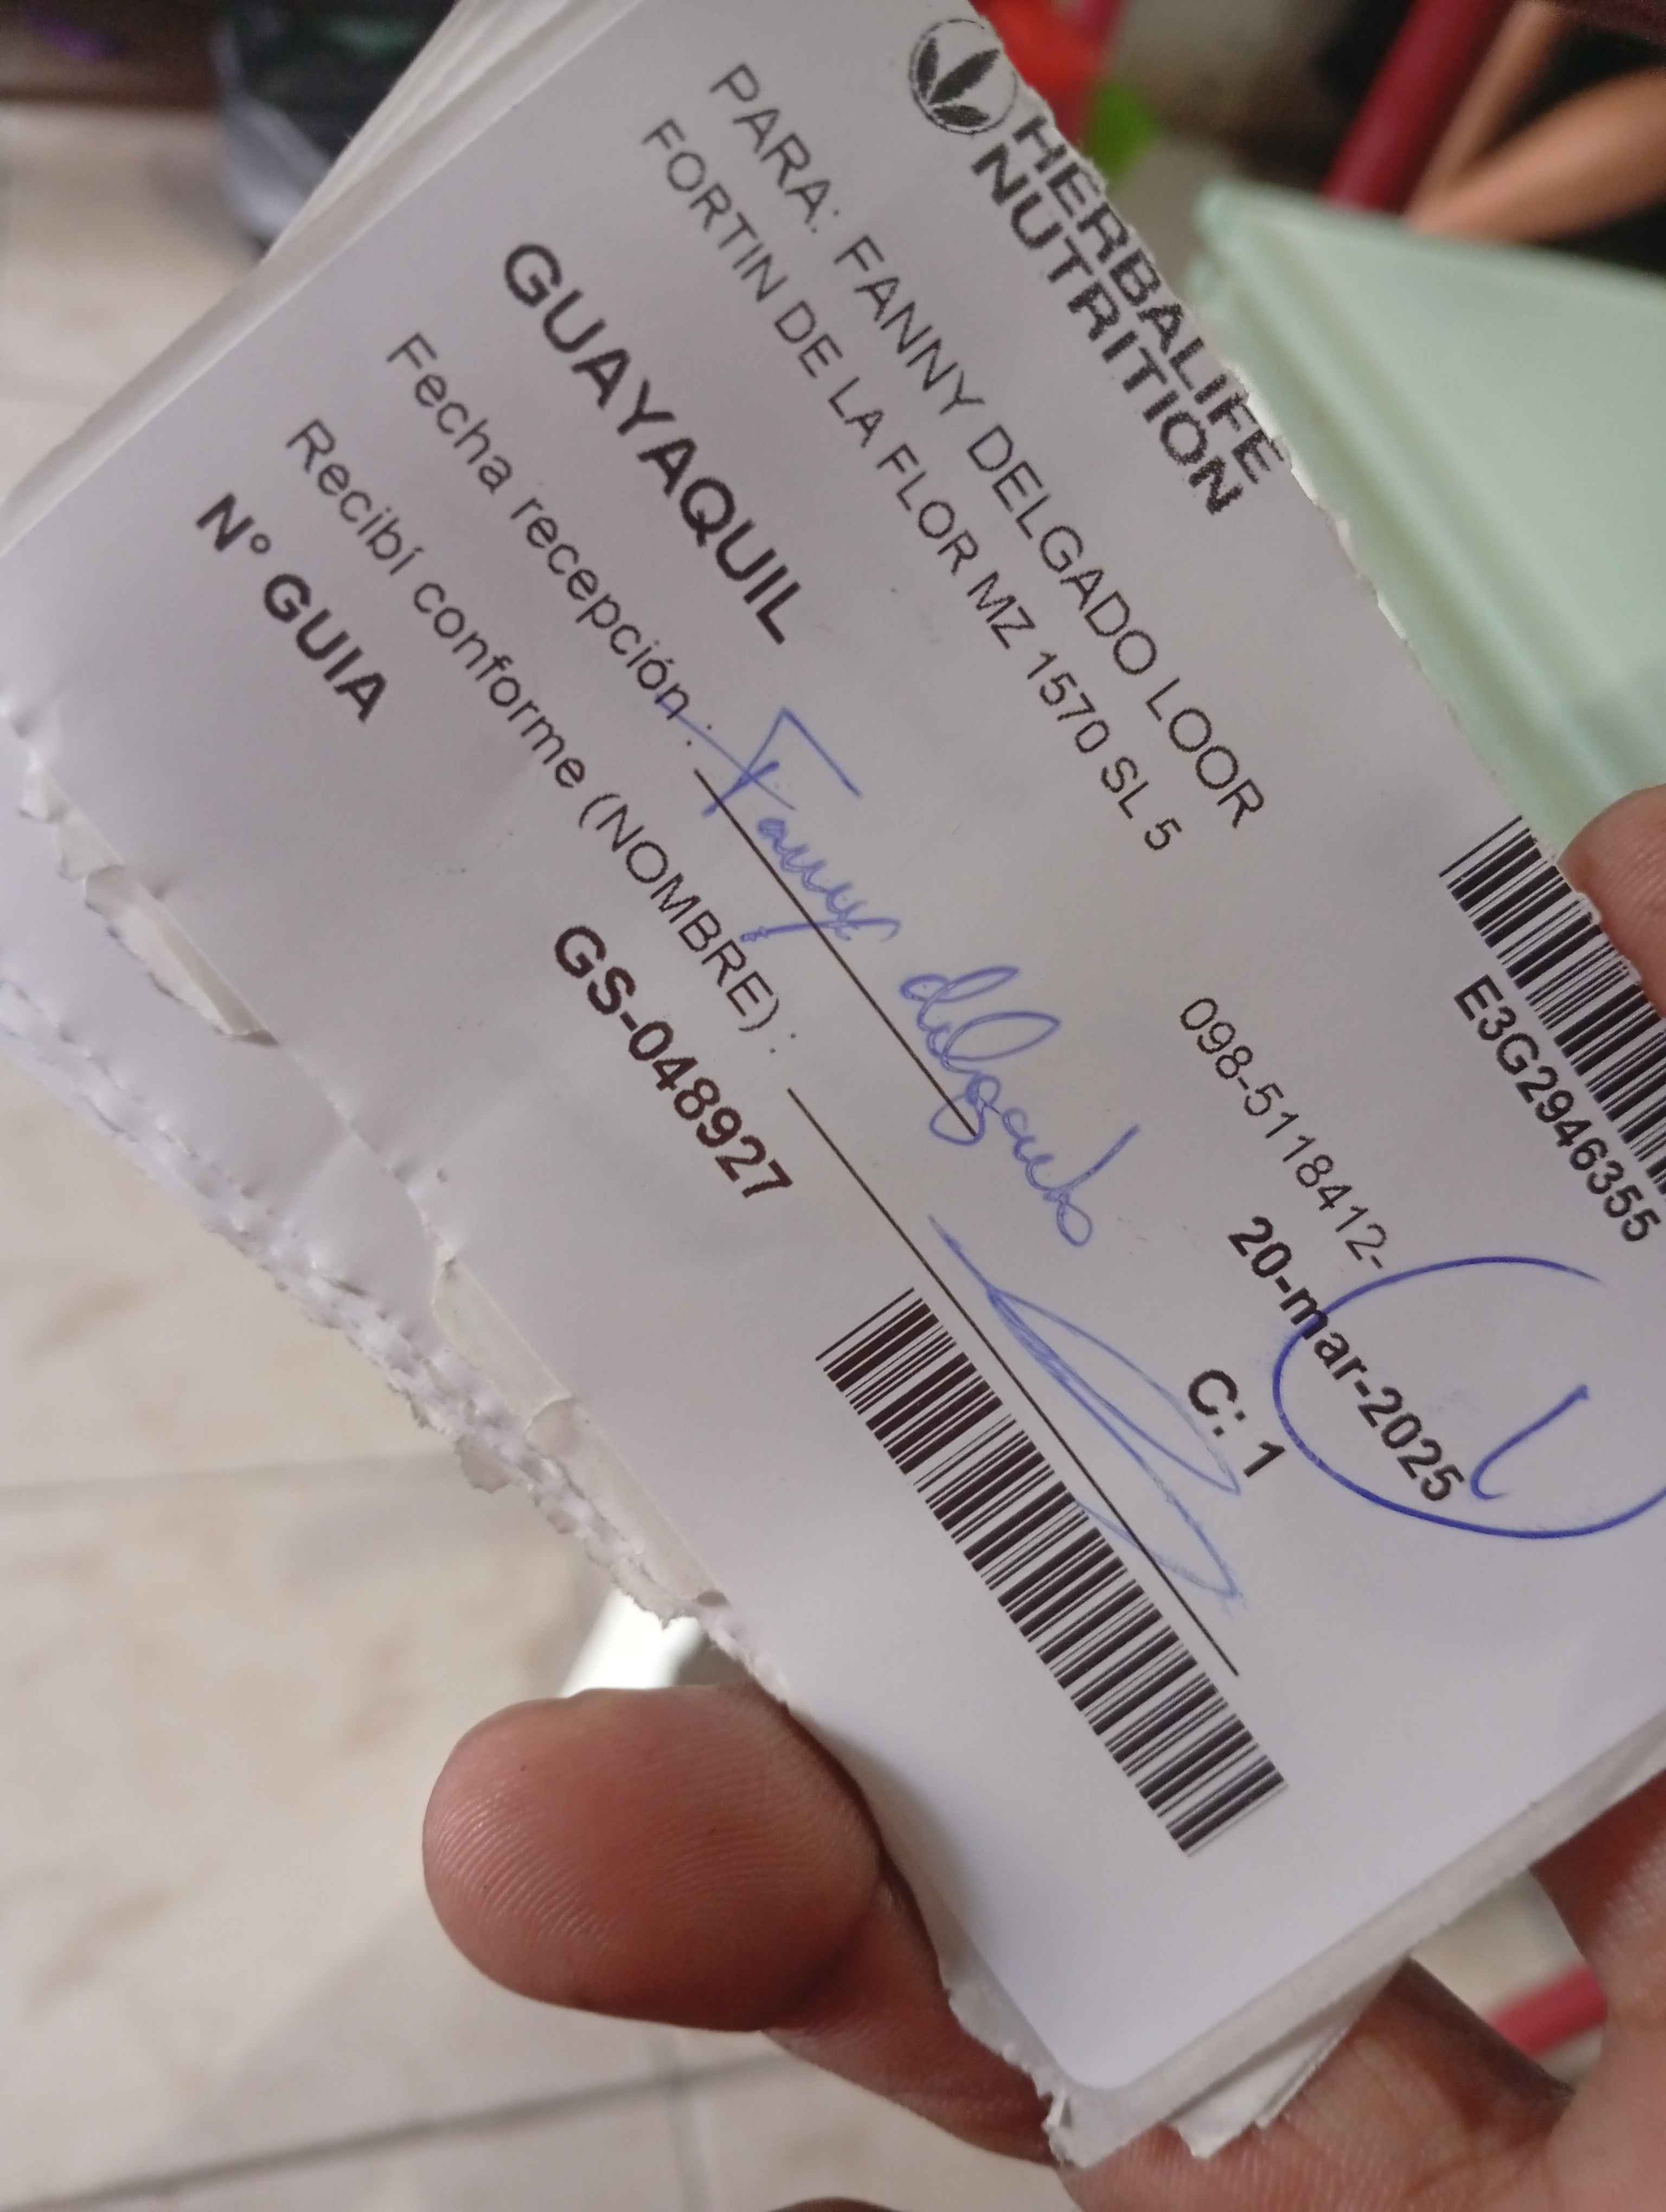 HERBALIFE
NUTRITION
E3G2946355
PARA: FANNY DELGADO LOOR
FORTIN DE LA FLOR MZ 1570 SL 5
098-5118412-
20-mar-2025
1
GUAYAQUIL
C: 1
Fecha recepción :
Fanny delgado
Recibí conforme (NOMBRE) :
N° GUIA
GS-048927